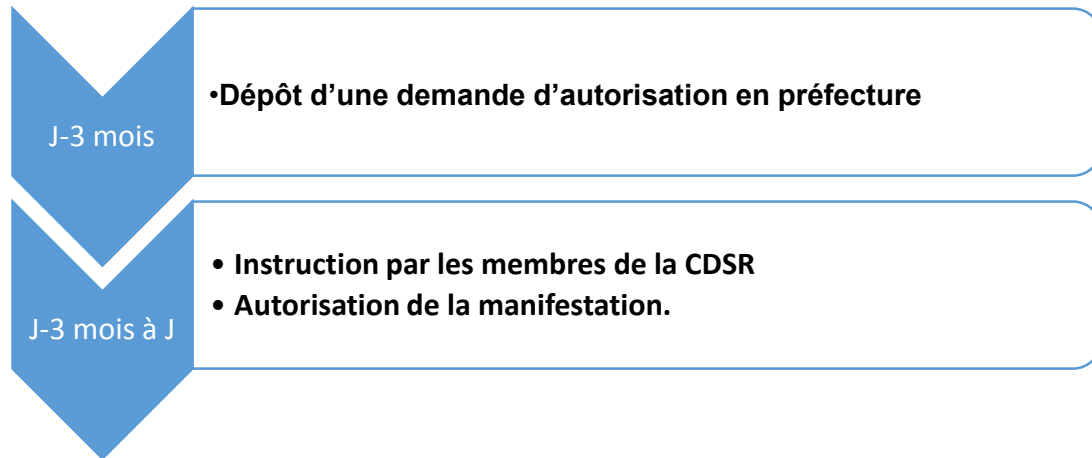 J-3 mois
•Dépôt d’une demande d’autorisation en préfecture
J-3 mois à J
• Instruction par les membres de la CDSR
• Autorisation de la manifestation.